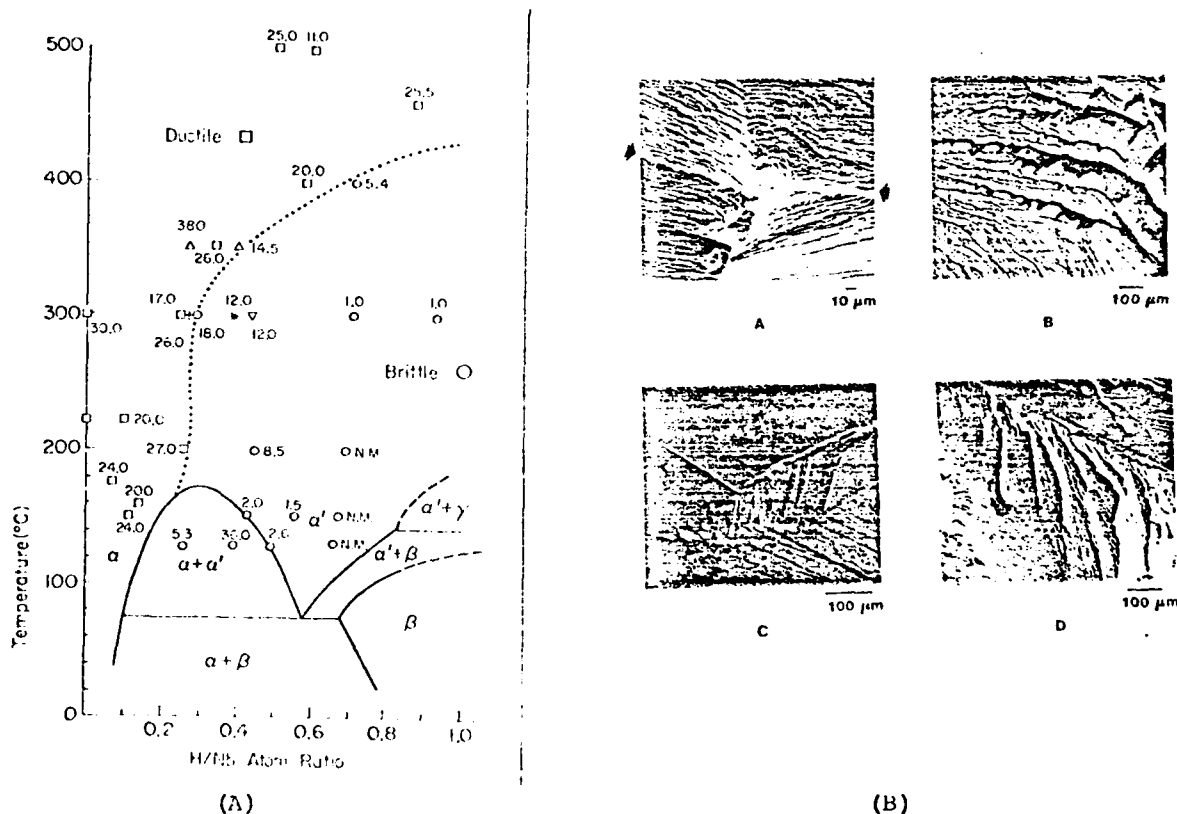 500
25.0 11.0
25.5
Ductile
20.0
400
5.4
380
26.0
14.5
17.0 12.0 1.0 1.0
300
30.0 18.0 12.0
26.0
Brittle
20.0
200
27.0 8.5 N.M.
24.0
200
24.0
2.0 1.5 α' N.M. α' + γ
5.3 2.0 N.M. α' + β
α α + α'
100
β
α + β
0
0.2 0.4 0.6 0.8 1.0
Temperature (°C)
H/Nb Atom Ratio
(A)
10 μm
A
100 μm
B
100 μm
C
100 μm
D
(B)